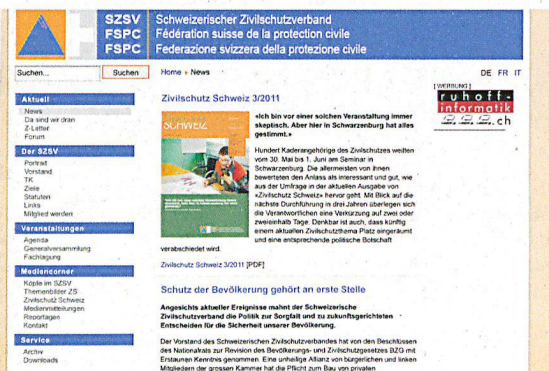 SZSV Schweizerischer Zivilschutzverband
FSPC Fédération suisse de la protection civile
FSPC Federazione svizzera della protezione civile
Suchen... Suchen
Home News
DE FR IT
Aktuell
News
Da sind wir dran
Z-Letter
Forum
Der SZSV
Portrait
Vorstand
TK
Ziele
Statuten
Links
Mitglied werden
Veranstaltungen
Agenda
Generalversammlung
Fachtagung
Mediencorner
Köpfe im SZSV
Themenbilder ZS
Zivilschutz Schweiz
Medienmitteilungen
Reportagen
Kontakt
Service
Archiv
Downloads
Zivilschutz Schweiz 3/2011
SCHWEIZ
«Ich bin vor einer solchen Veranstaltung immer
skeptisch. Aber hier in Schwarzenburg hat alles
gestimmt.»
Hundert Kaderangehörige des Zivilschutzes weilten
vom 30. Mai bis 1. Juni am Seminar in
Schwarzenburg. Die allermeisten von ihnen
bewerteten den Anlass als interessant und gut, wie
aus der Umfrage in der aktuellen Ausgabe von
«Zivilschutz Schweiz» hervor geht. Mit Blick auf die
nächste Durchführung in drei Jahren überlegen sich
die Verantwortlichen eine Verkürzung auf zwei oder
zweieinhalb Tage. Denkbar ist auch, dass künftig
einem aktuellen Zivilschutzthema Platz eingeräumt
und eine entsprechende politische Botschaft
verabschiedet wird.
Zivilschutz Schweiz 3/2011 [PDF]
Schutz der Bevölkerung gehört an erste Stelle
Angesichts aktueller Ereignisse mahnt der Schweizerische
Zivilschutzverband die Politik zur Sorgfalt und zu zukunftsgerichteten
Entscheiden für die Sicherheit unserer Bevölkerung.
Der Vorstand des Schweizerischen Zivilschutzverbandes hat von den Beschlüssen
des Nationalrats zur Revision des Bevölkerungs- und Zivilschutzgesetzes BZG mit
Erstaunen Kenntnis genommen. Eine unheilige Allianz von bürgerlichen und linken
Mitgliedern der grossen Kammer hat die Pflicht zum Bau von privaten
[WERBUNG]
ruhoff-
informatik
.ch